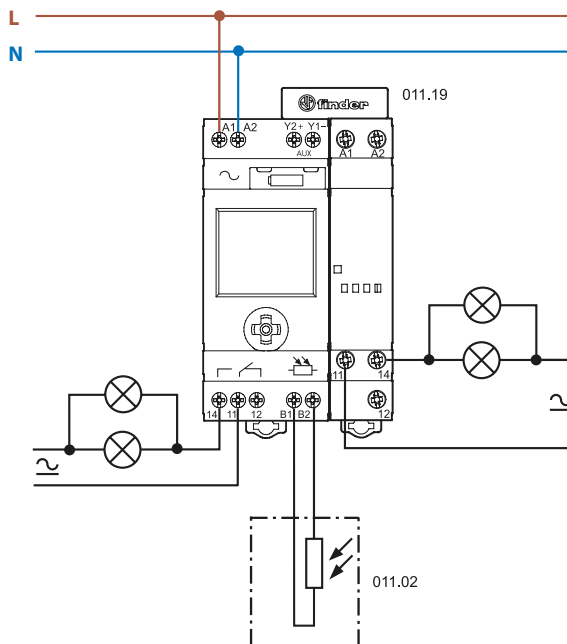 L
N
finder
011.19
A1 A2
Y2+ Y1-
AUX
A1 A2
11
14
12
14 11 12
B1 B2
011.02